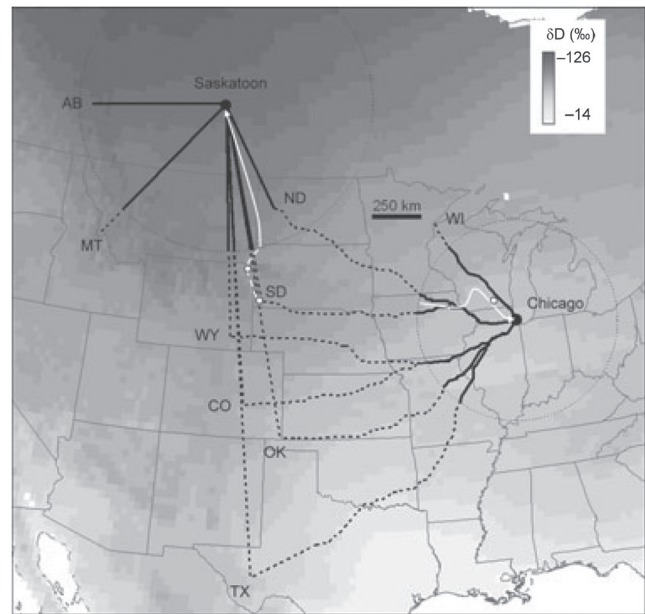 δD (‰)
–126
–14
Saskatoon
AB
ND
250 km
WI
MT
SD
Chicago
WY
CO
OK
TX